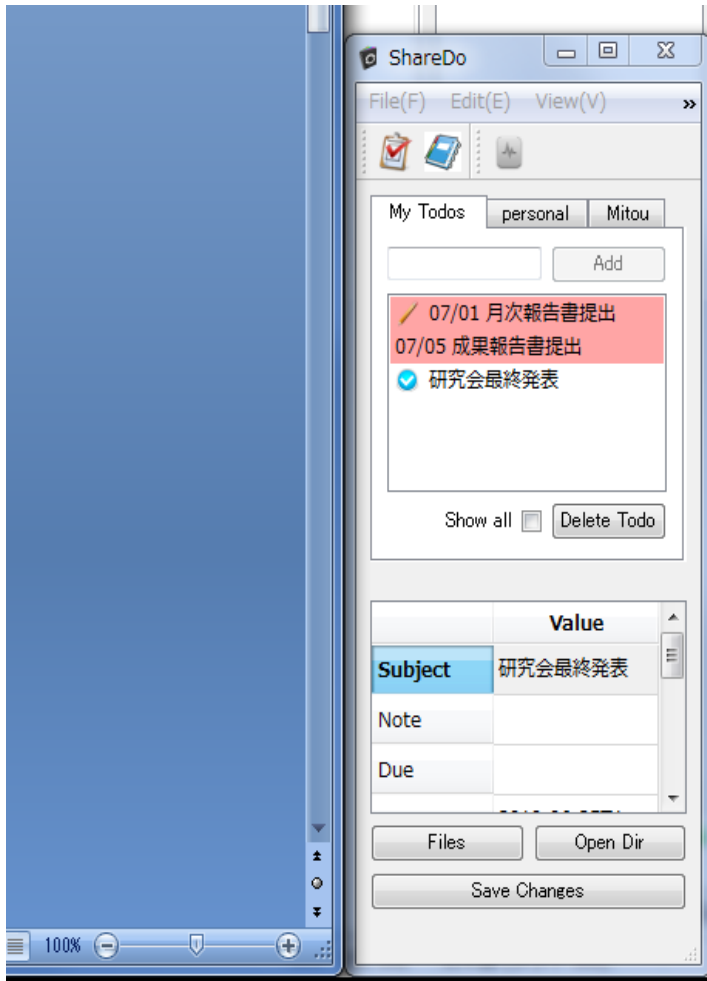 ShareDo
File(F) Edit(E) View(V) »
My Todos personal Mitou
Add
07/01 月次報告書提出
07/05 成果報告書提出
研究会最終発表
Show all Delete Todo
Value
Subject 研究会最終発表
Note
Due
Files Open Dir
Save Changes
100%